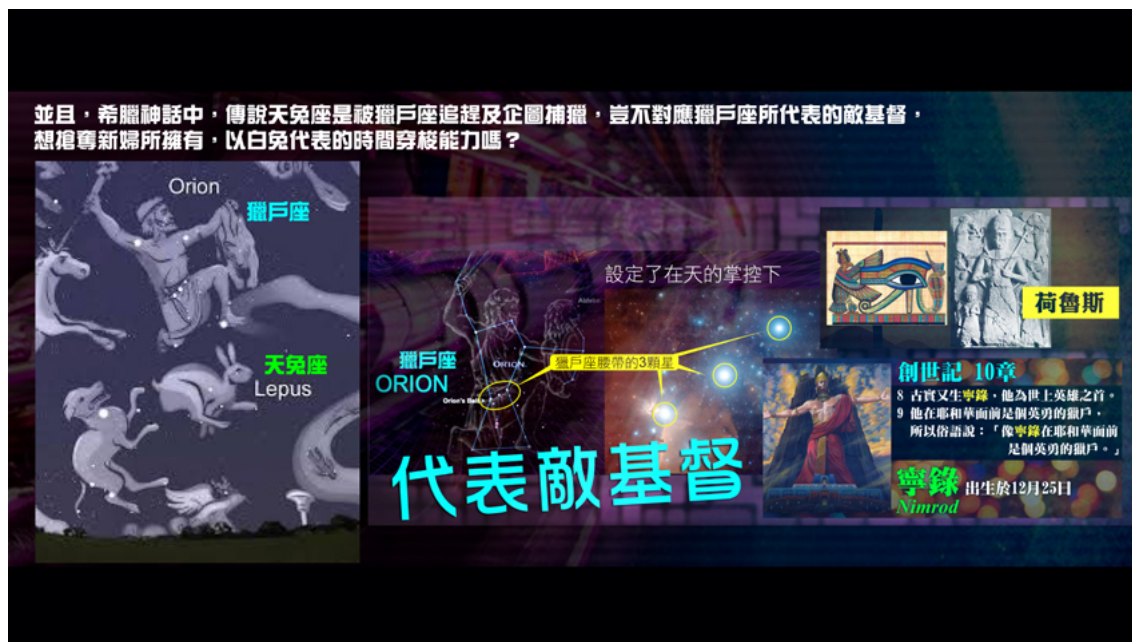 並且，希臘神話中，傳說天兔座是被獵戶座追趕及企圖捕獵，豈不對應獵戶座所代表的敵基督，
想搶奪新婦所擁有，以白兔代表的時間穿梭能力嗎？
Orion
獵戶座
天兔座
Lepus
設定了在天的掌控下
獵戶座
ORION
ORION
Orion's Belt
獵戶座腰帶的3顆星
代表敵基督
荷魯斯
創世記 10章
8 古實又生寧錄，他為世上英雄之首。
9 他在耶和華面前是個英勇的獵戶，
所以俗語說：「像寧錄在耶和華面前
是個英勇的獵戶。」
寧錄 出生於12月25日
Nimrod